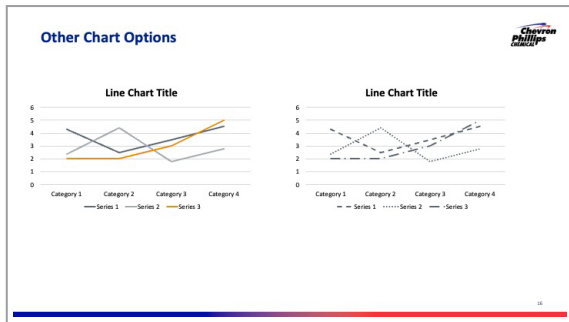 Other Chart Options
Chevron
Phillips
CHEMICAL
Line Chart Title
6
5
4
3
2
1
0
Category 1 Category 2 Category 3 Category 4
Series 1 Series 2 Series 3
Line Chart Title
6
5
4
3
2
1
0
Category 1 Category 2 Category 3 Category 4
Series 1 Series 2 Series 3
16